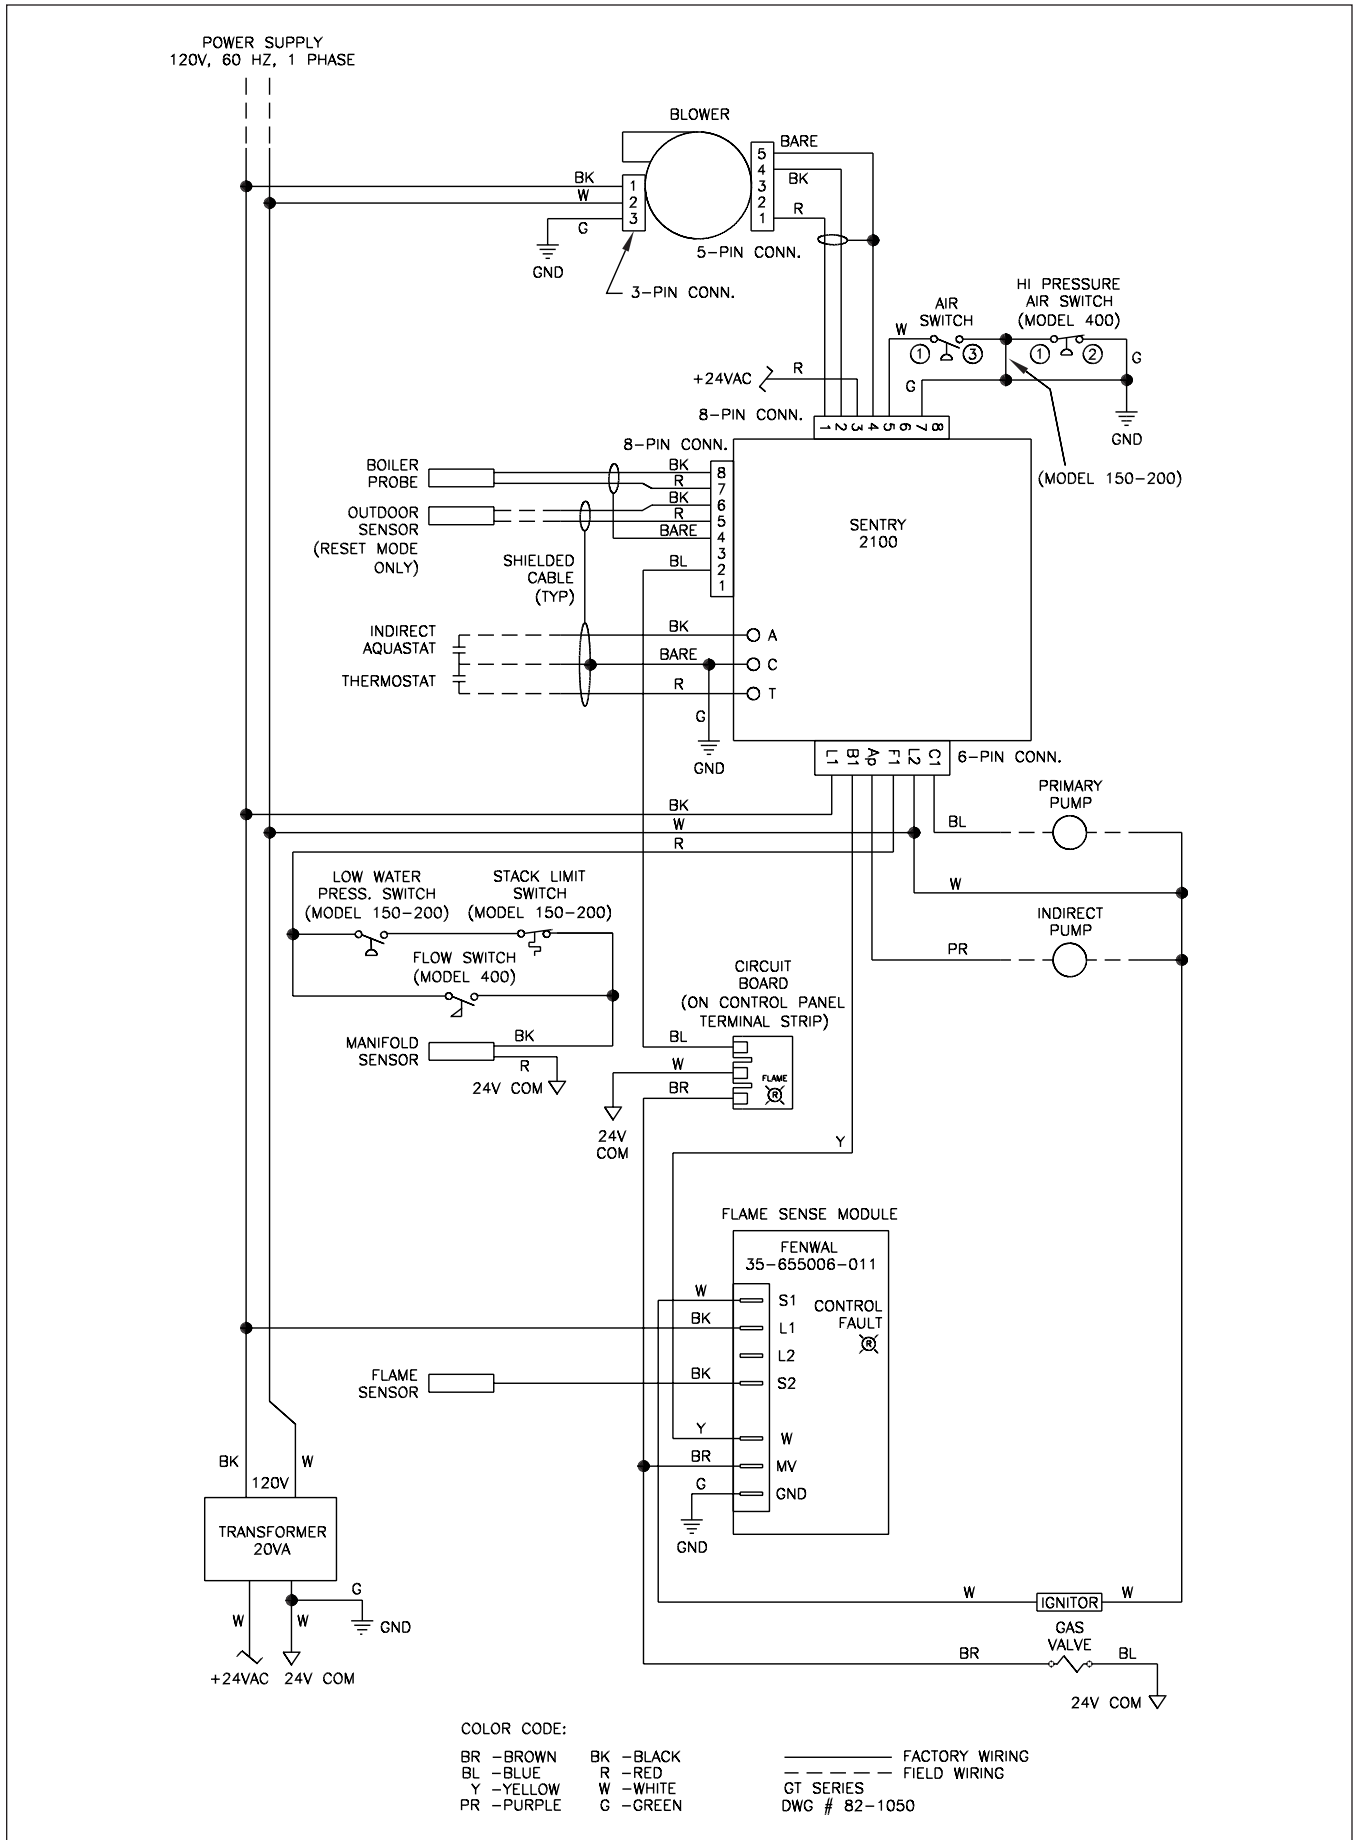 POWER SUPPLY
120V, 60 HZ, 1 PHASE
BLOWER
BK
W
G
1
2
3
5
4
3
2
1
BARE
BK
R
GND
3-PIN CONN.
5-PIN CONN.
HI PRESSURE
AIR SWITCH
(MODEL 400)
AIR
SWITCH
W
1
3
1
2
G
G
GND
(MODEL 150-200)
+24VAC
R
8-PIN CONN.
1 2 3 4 5 6 7 8
8-PIN CONN.
BOILER
PROBE
BK
R
BK
R
BARE
BL
8
7
6
5
4
3
2
1
OUTDOOR
SENSOR
(RESET MODE
ONLY)
SHIELDED
CABLE
(TYP)
SENTRY
2100
INDIRECT
AQUASTAT
THERMOSTAT
BK
BARE
R
A
C
T
G
GND
L1 B1 Ap F1 L2 C1
6-PIN CONN.
PRIMARY
PUMP
BK
W
R
BL
W
INDIRECT
PUMP
PR
LOW WATER
PRESS. SWITCH
(MODEL 150-200)
STACK LIMIT
SWITCH
(MODEL 150-200)
FLOW SWITCH
(MODEL 400)
MANIFOLD
SENSOR
BK
R
24V COM
CIRCUIT
BOARD
(ON CONTROL PANEL
TERMINAL STRIP)
BL
W
BR
FLAME
R
24V
COM
Y
FLAME SENSE MODULE
FENWAL
35-655006-011
CONTROL
FAULT
R
W
BK
BK
Y
BR
G
S1
L1
L2
S2
W
MV
GND
GND
FLAME
SENSOR
BK
W
120V
TRANSFORMER
20VA
G
GND
W
W
+24VAC
24V COM
W
IGNITOR
W
GAS
VALVE
BR
BL
24V COM
COLOR CODE:
BR -BROWN BK -BLACK
BL -BLUE R -RED
Y -YELLOW W -WHITE
PR -PURPLE G -GREEN
FACTORY WIRING
FIELD WIRING
GT SERIES
DWG # 82-1050